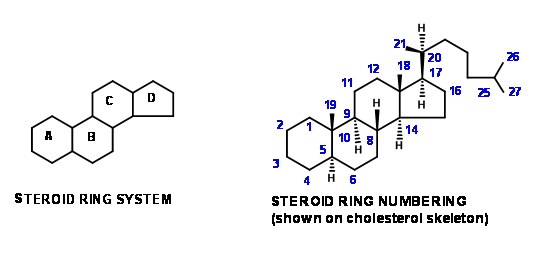 A B C D
STEROID RING SYSTEM
H
21 20 26
18 17
12
11 H 16 25 27
19 H
2 1 9
10 H 8 14
H
3 5
4 H 6
STEROID RING NUMBERING
(shown on cholesterol skeleton)